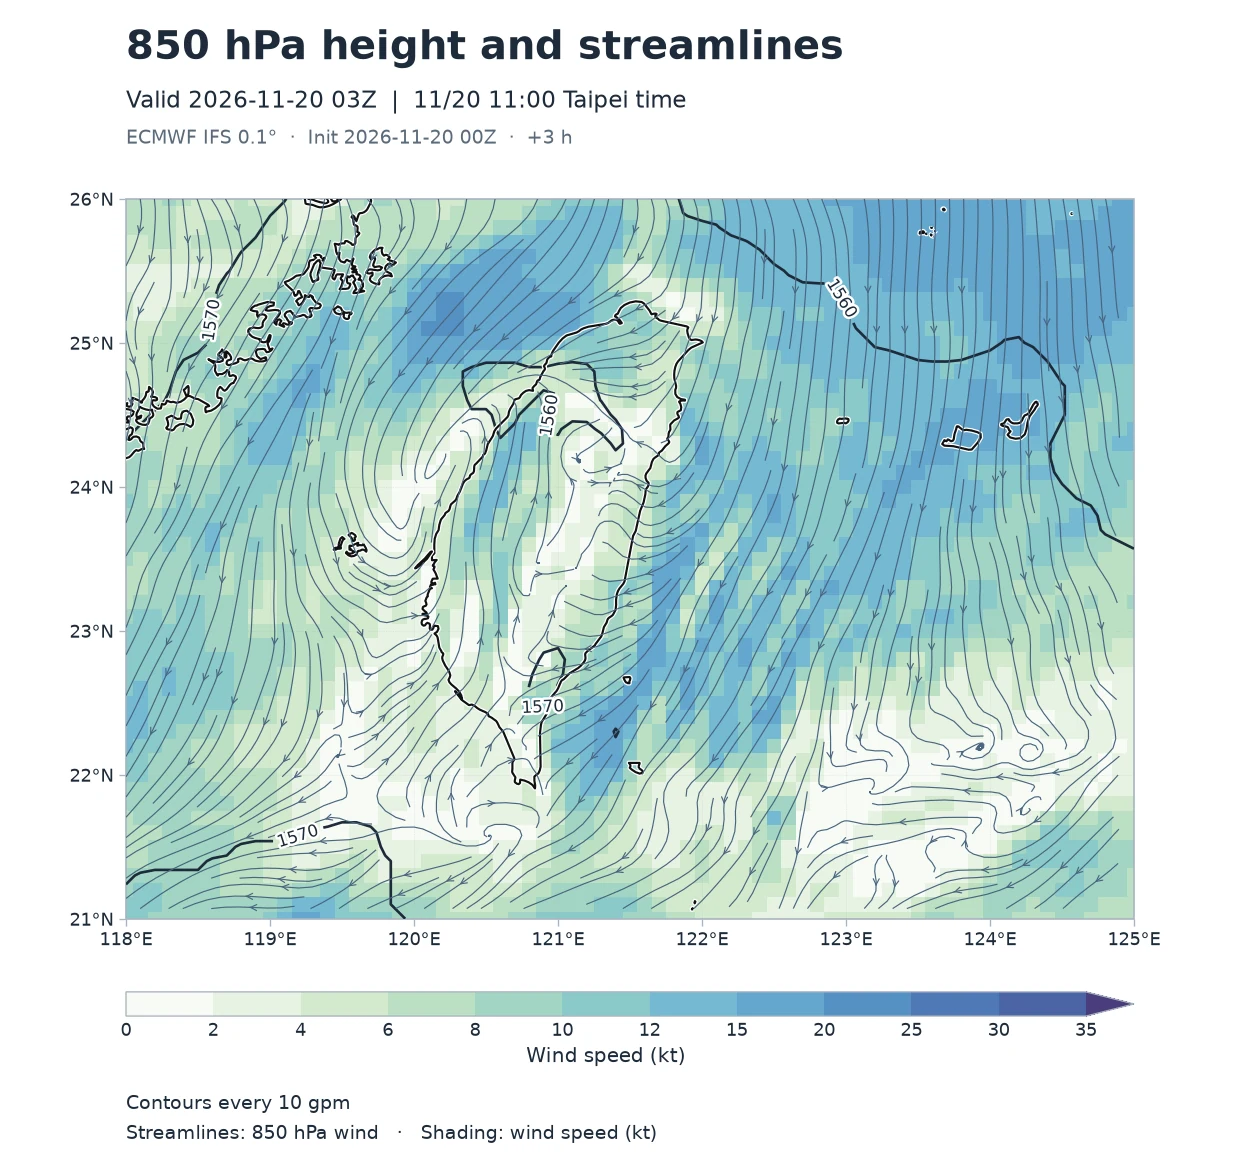 850 hPa height and streamlines
Valid 2026-11-20 03Z | 11/20 11:00 Taipei time
ECMWF IFS 0.1° · Init 2026-11-20 00Z · +3 h
26°N
25°N
24°N
23°N
22°N
21°N
1570
1560
1560
1570
1570
118°E 119°E 120°E 121°E 122°E 123°E 124°E 125°E
0 2 4 6 8 10 12 15 20 25 30 35
Wind speed (kt)
Contours every 10 gpm
Streamlines: 850 hPa wind · Shading: wind speed (kt)